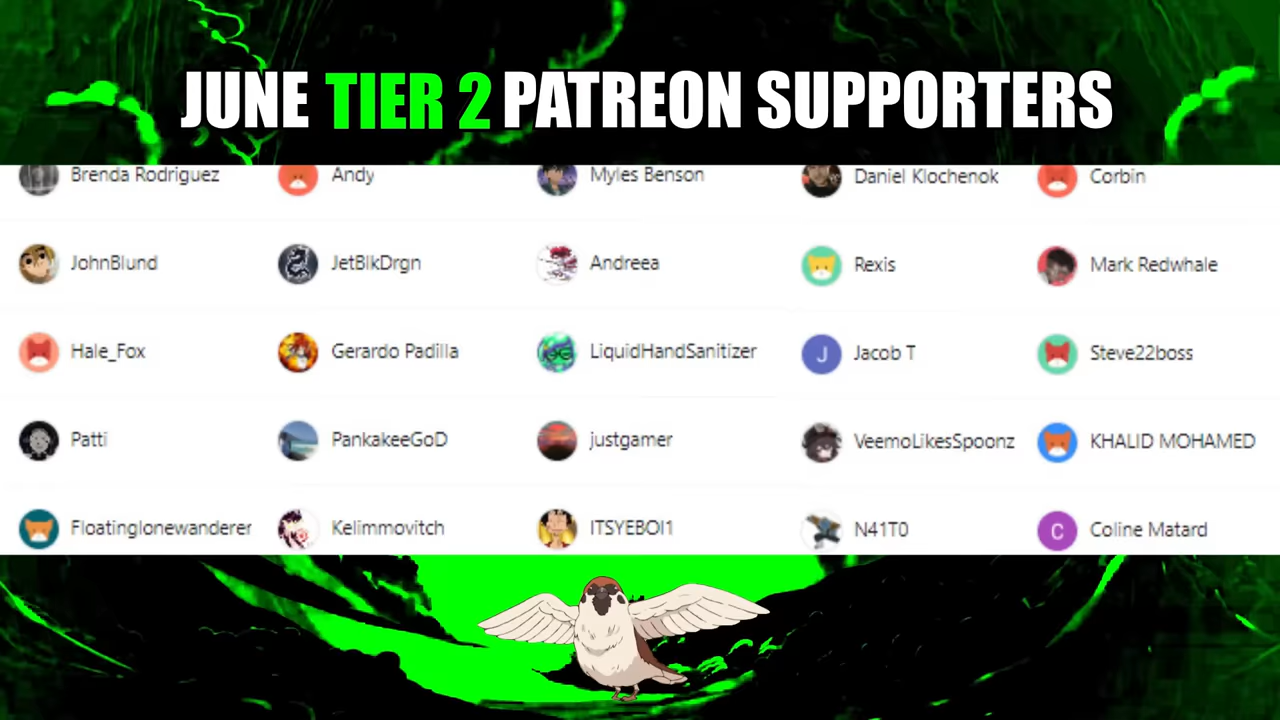 JUNE TIER 2 PATREON SUPPORTERS
Brenda Rodriguez Andy Myles Benson Daniel Klochenok Corbin
JohnBlund JetBlkDrgn Andreea Rexis Mark Redwhale
Hale_Fox Gerardo Padilla LiquidHandSanitizer J Jacob T Steve22boss
Patti PankakeeGoD justgamer VeemoLikesSpoonz KHALID MOHAMED
Floatinglonewanderer Kelimmovitch ITSYEBOI1 N41T0 C Coline Matard